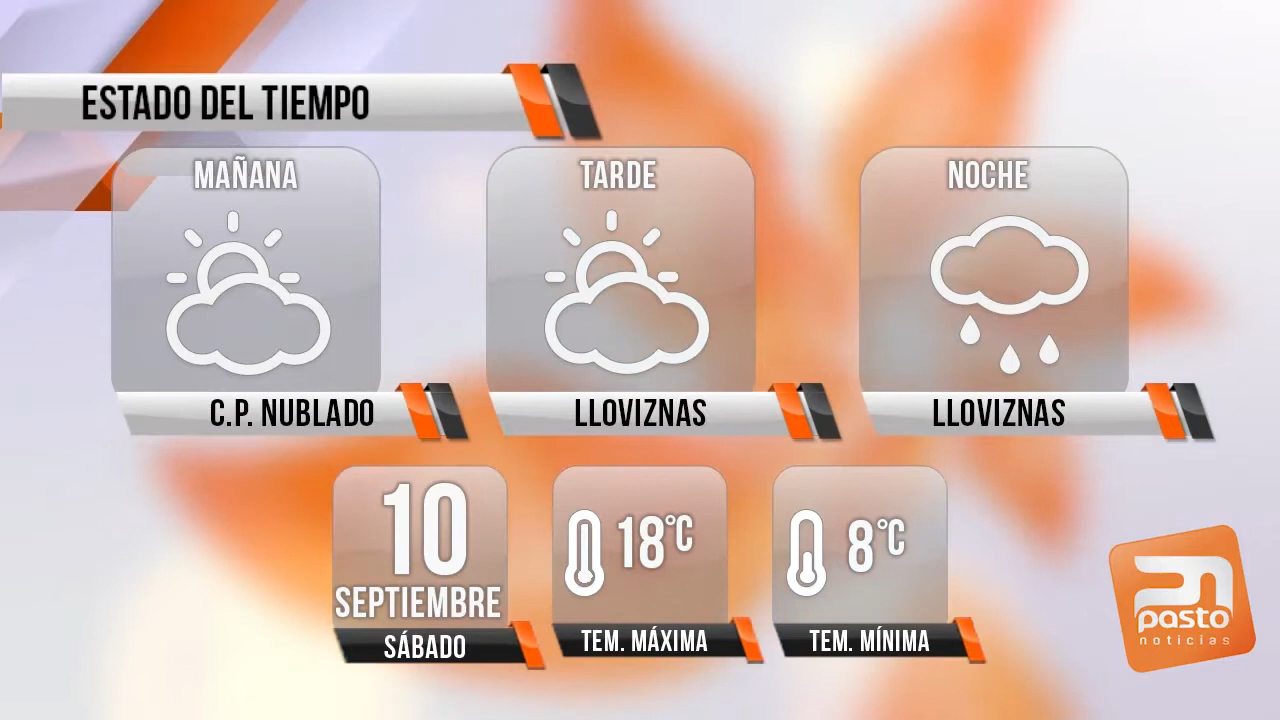 ESTADO DEL TIEMPO
MAÑANA
C.P. NUBLADO
TARDE
LLOVIZNAS
NOCHE
LLOVIZNAS
10
SEPTIEMBRE
SÁBADO
18°C
TEM. MÁXIMA
8°C
TEM. MÍNIMA
pasto
noticias